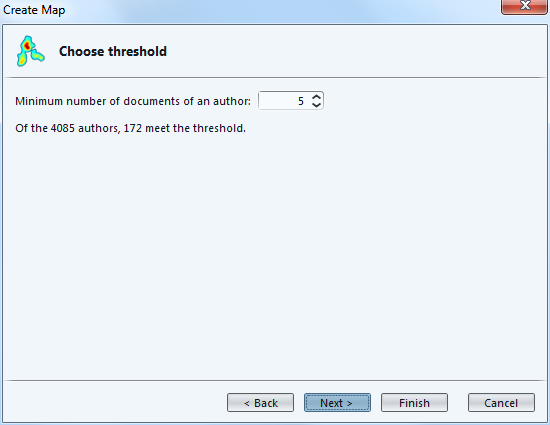 Create Map
Choose threshold
Minimum number of documents of an author: 5
Of the 4085 authors, 172 meet the threshold.
< Back Next > Finish Cancel